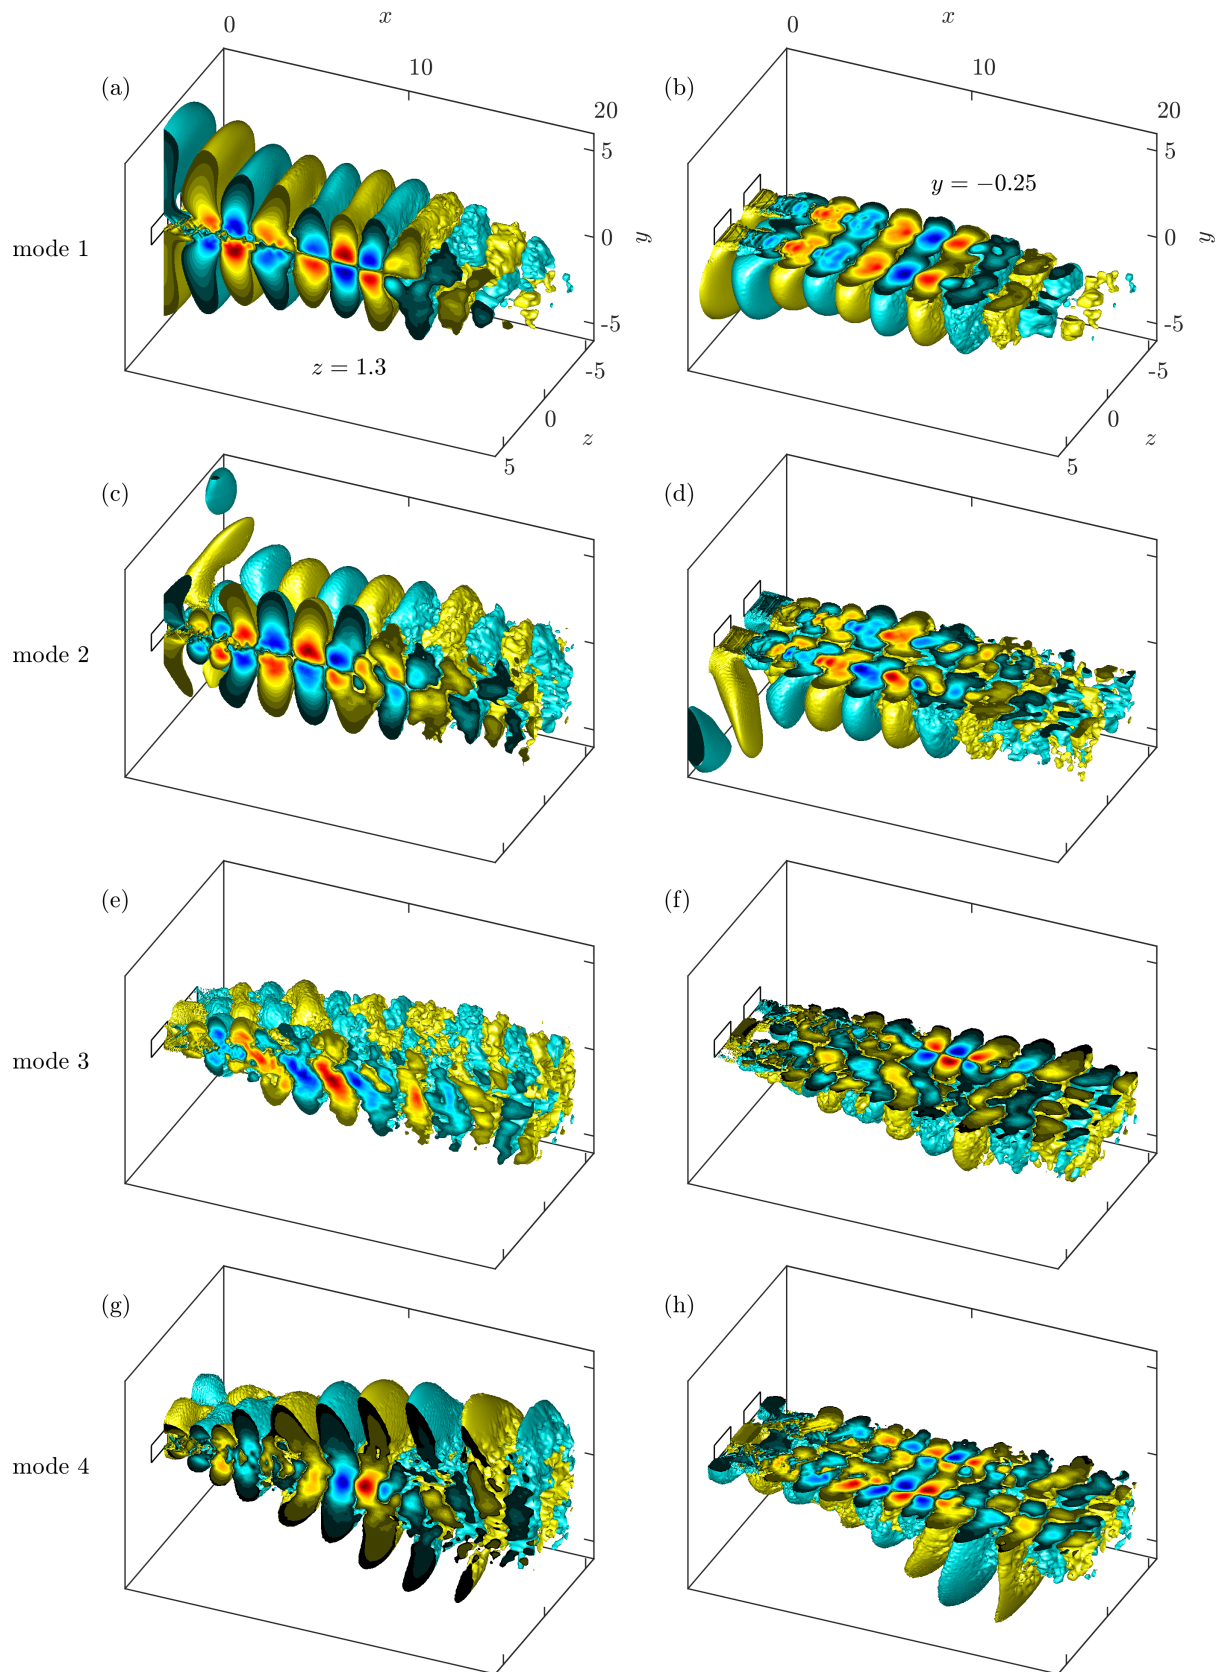 x x
0 0
10 10
(a) (b)
20 20
5 5
y = −0.25
mode 1
0 y 0 y
-5 -5
z = 1.3
-5 -5
0 0
z z
5 5
(c) (d)
mode 2
(e) (f)
mode 3
(g) (h)
mode 4